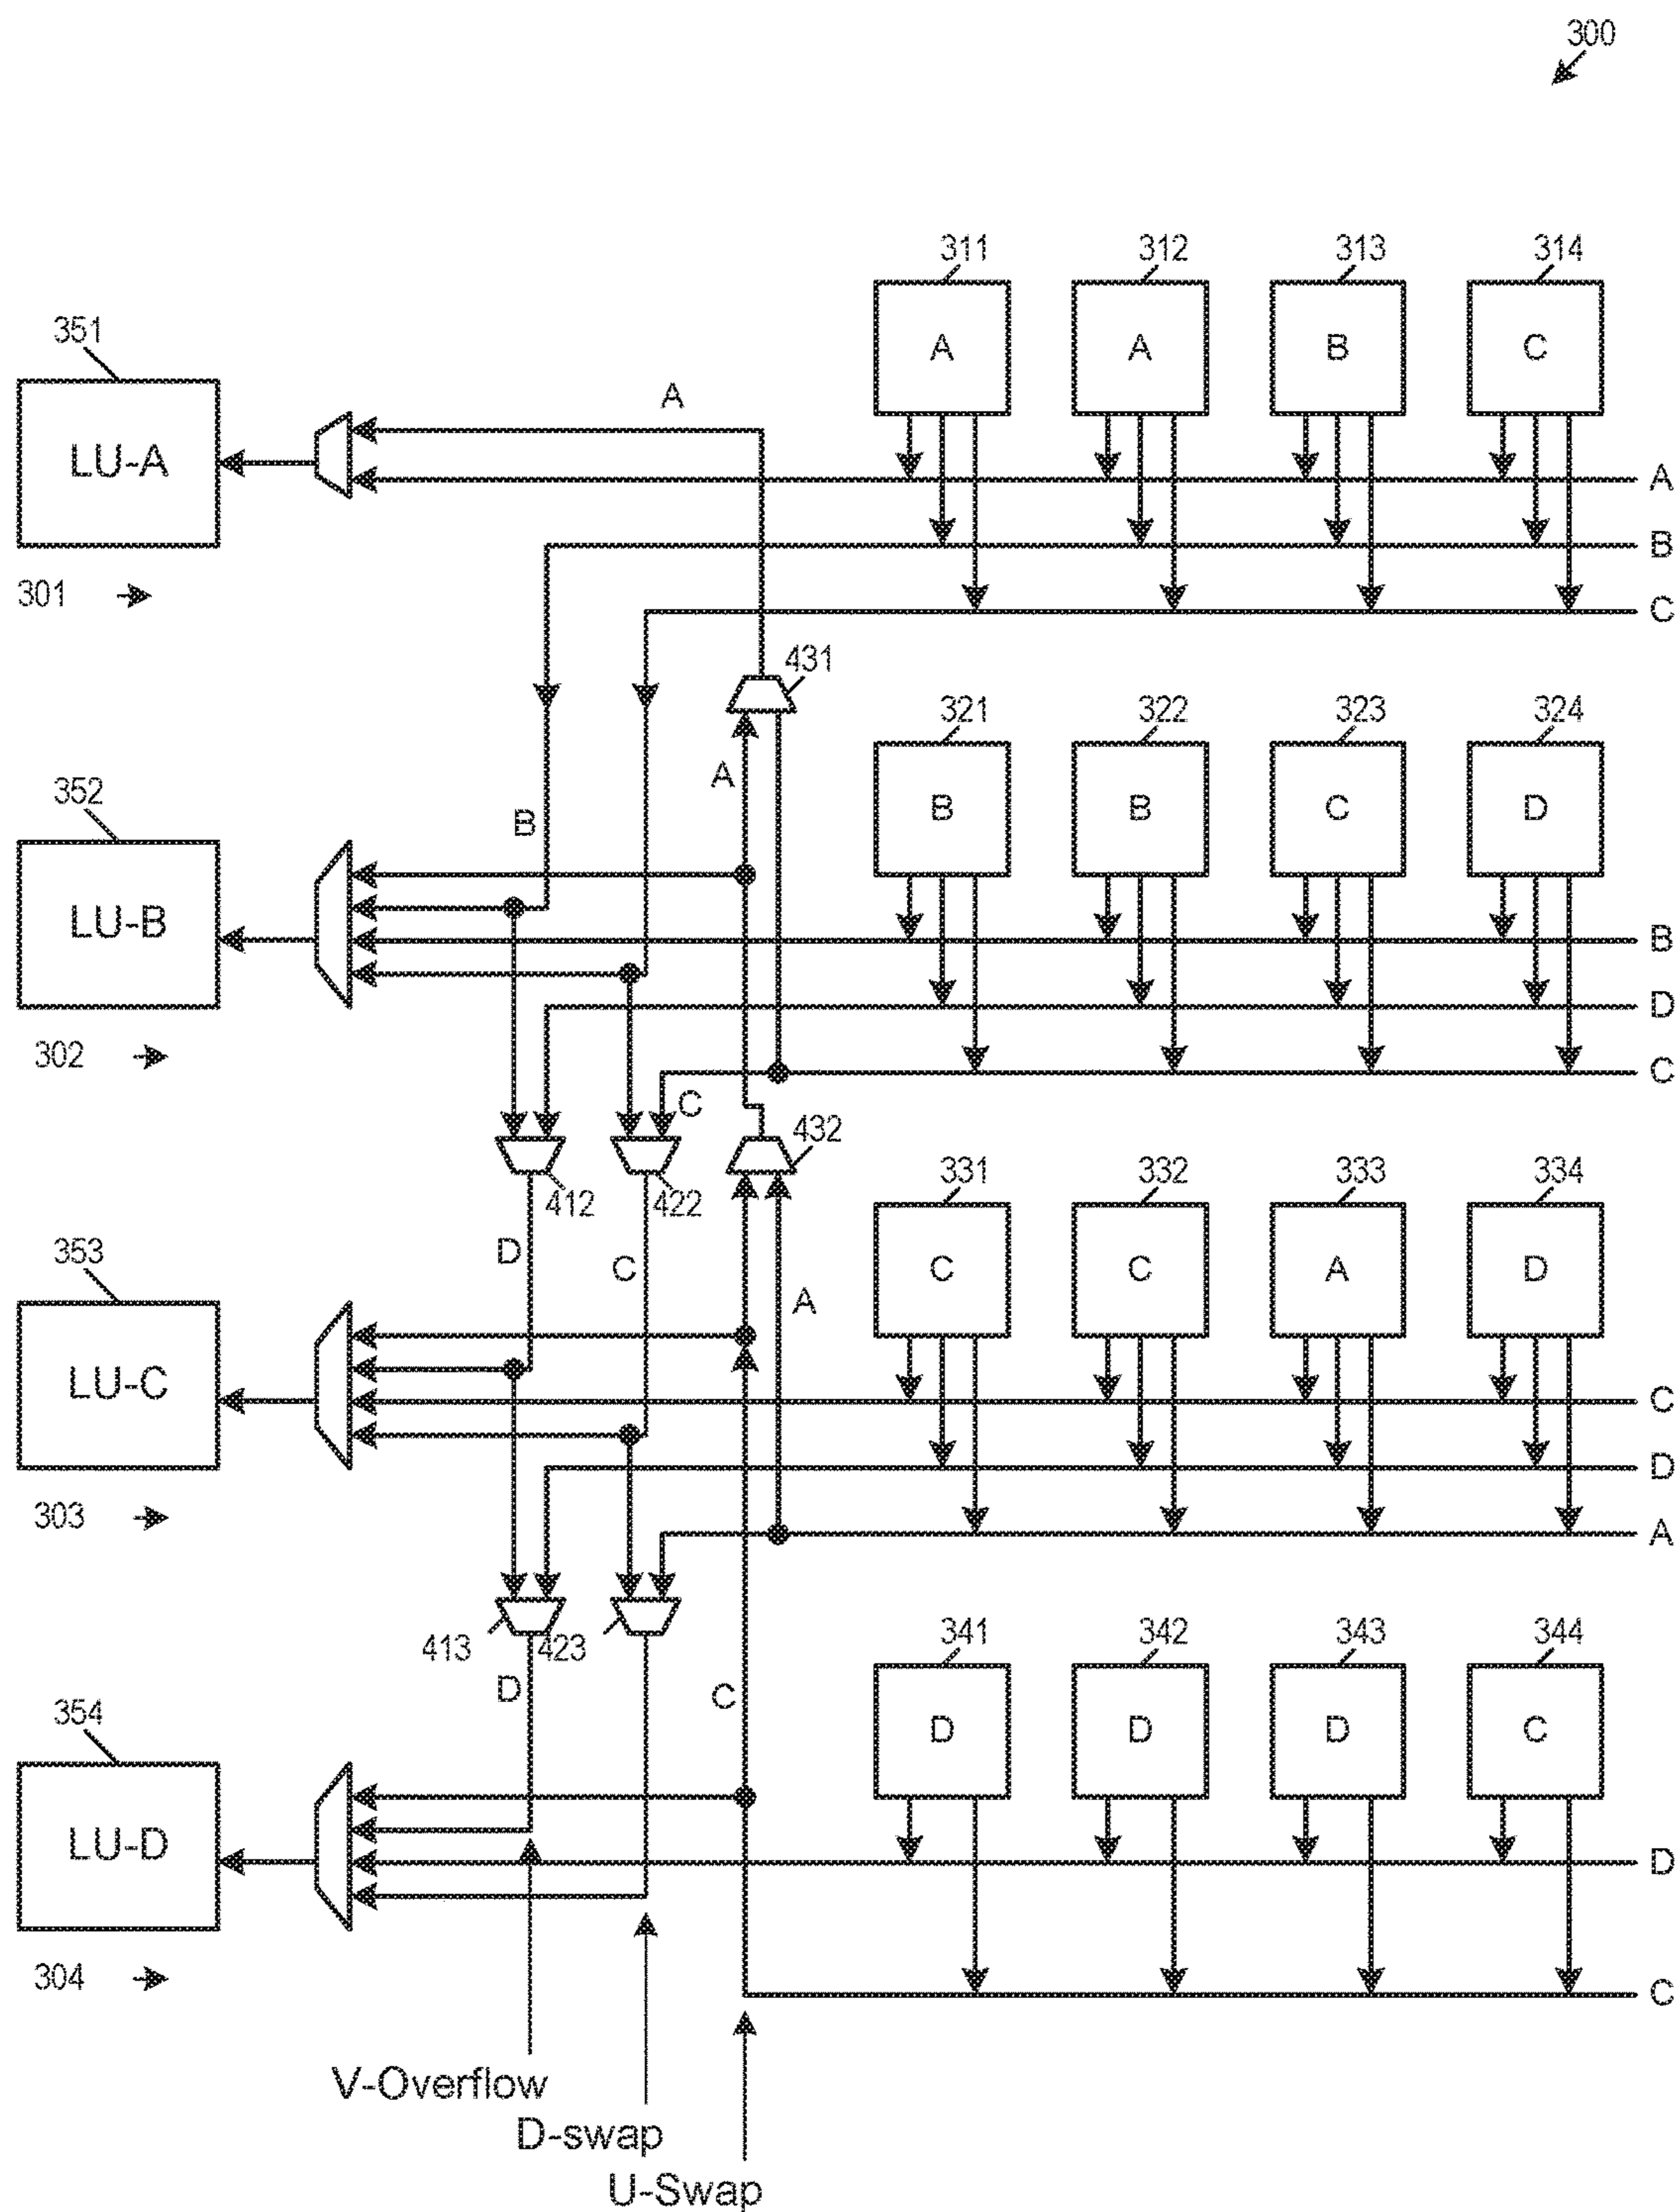 300
311 312 313 314
351
A A A B C
LU-A
A
B
301
C
431
321 322 323 324
352
A
B B B C D
LU-B
B
D
302
C
C
432
331 332 333 334
412 422
353
D C A C C A D
LU-C
C
D
303
A
341 342 343 344
413 423
354
D C D D D C
LU-D
D
304
C
V-Overflow
D-swap
U-Swap